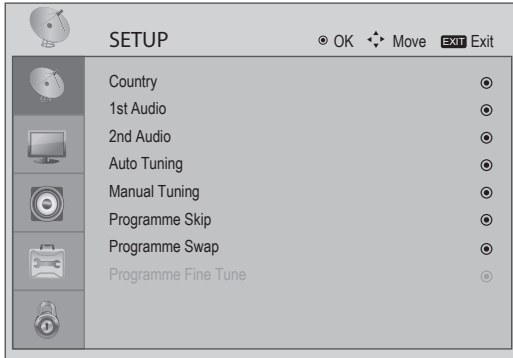 SETUP OK Move EXIT Exit
Country
1st Audio
2nd Audio
Auto Tuning
Manual Tuning
Programme Skip
Programme Swap
Programme Fine Tune